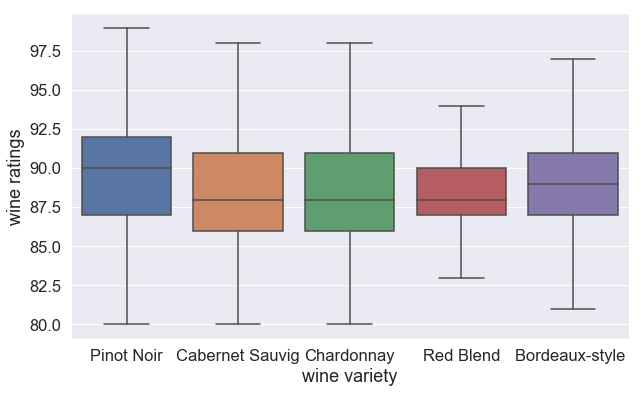 97.5
95.0
92.5
90.0
87.5
85.0
82.5
80.0
wine ratings
Pinot Noir Cabernet Sauvig Chardonnay Red Blend Bordeaux-style
wine variety